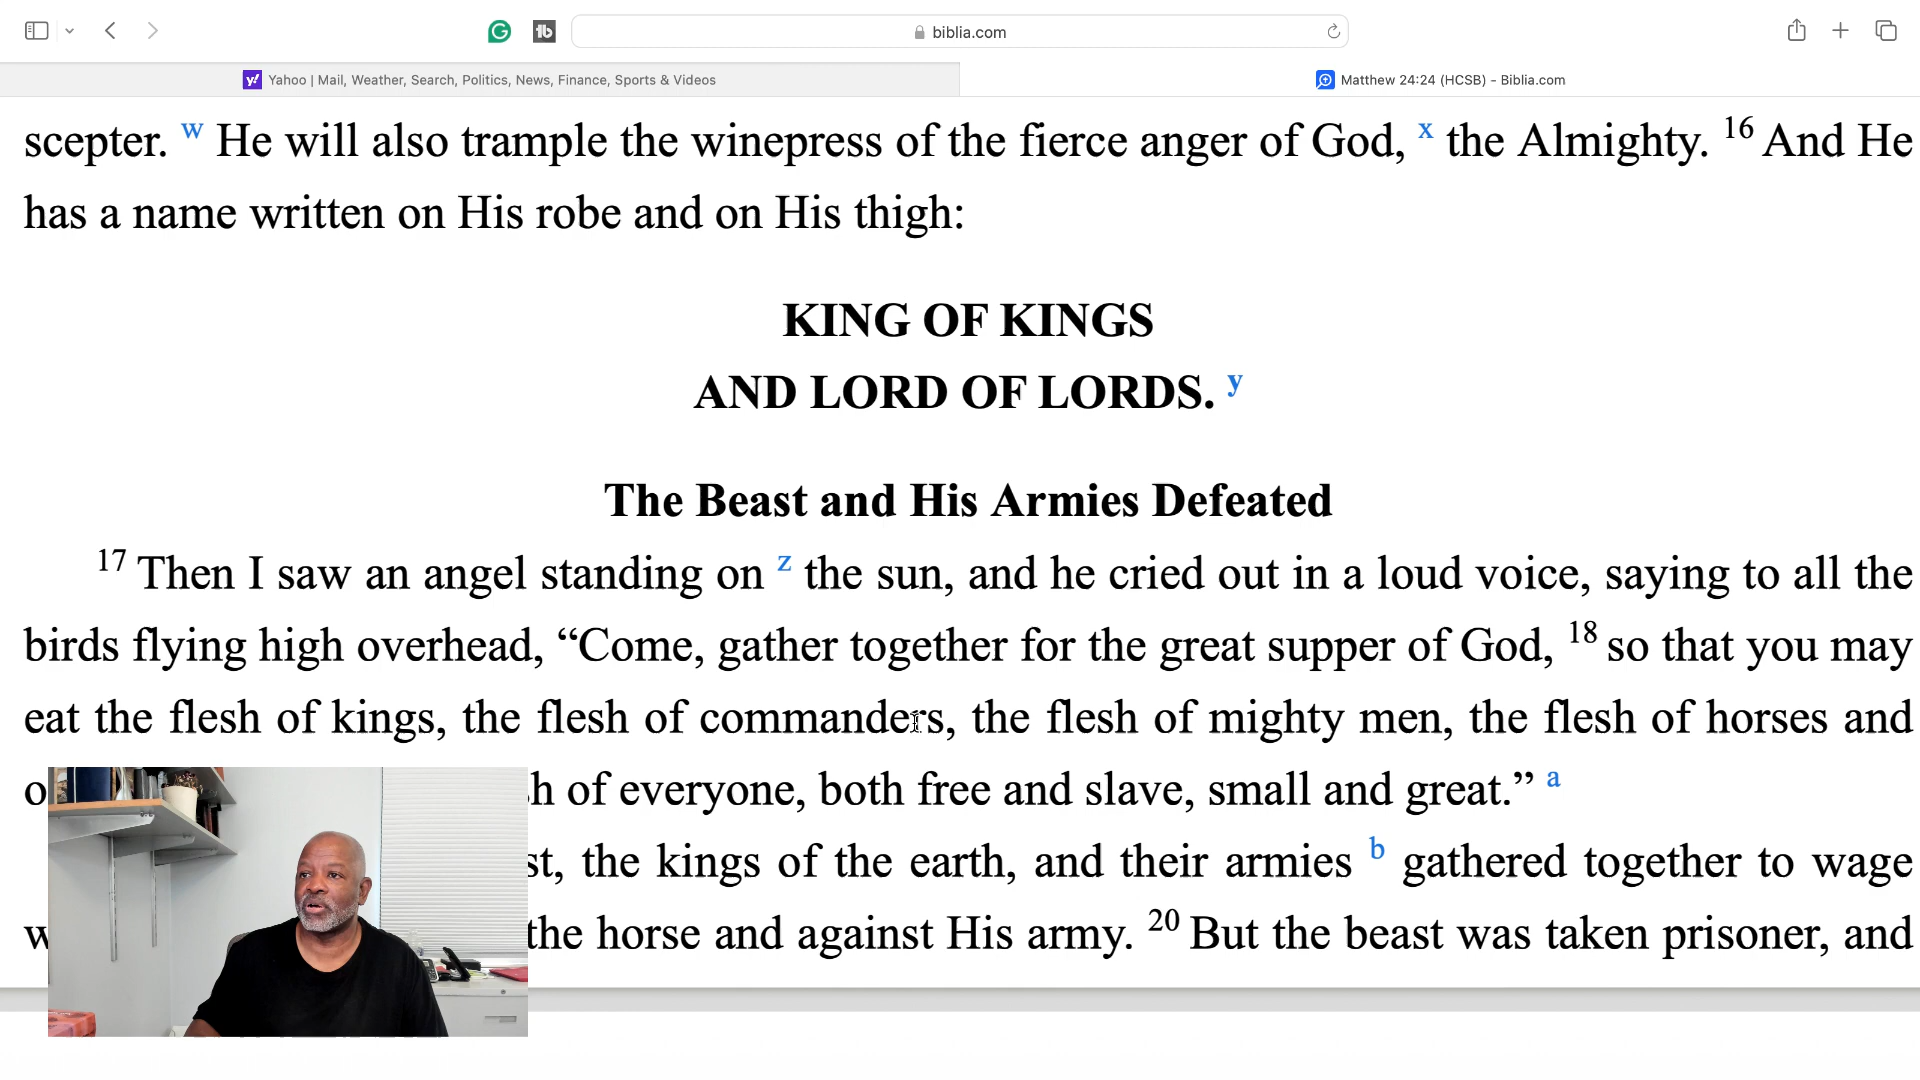 biblia.com
Yahoo | Mail, Weather, Search, Politics, News, Finance, Sports & Videos
Matthew 24:24 (HCSB) - Biblia.com
scepter. w He will also trample the winepress of the fierce anger of God, x the Almighty. 16 And He
has a name written on His robe and on His thigh:
KING OF KINGS
AND LORD OF LORDS. y
The Beast and His Armies Defeated
17 Then I saw an angel standing on z the sun, and he cried out in a loud voice, saying to all the
birds flying high overhead, “Come, gather together for the great supper of God, 18 so that you may
eat the flesh of kings, the flesh of commanders, the flesh of mighty men, the flesh of horses and
of everyone, both free and slave, small and great.” a
the kings of the earth, and their armies b gathered together to wage
the horse and against His army. 20 But the beast was taken prisoner, and